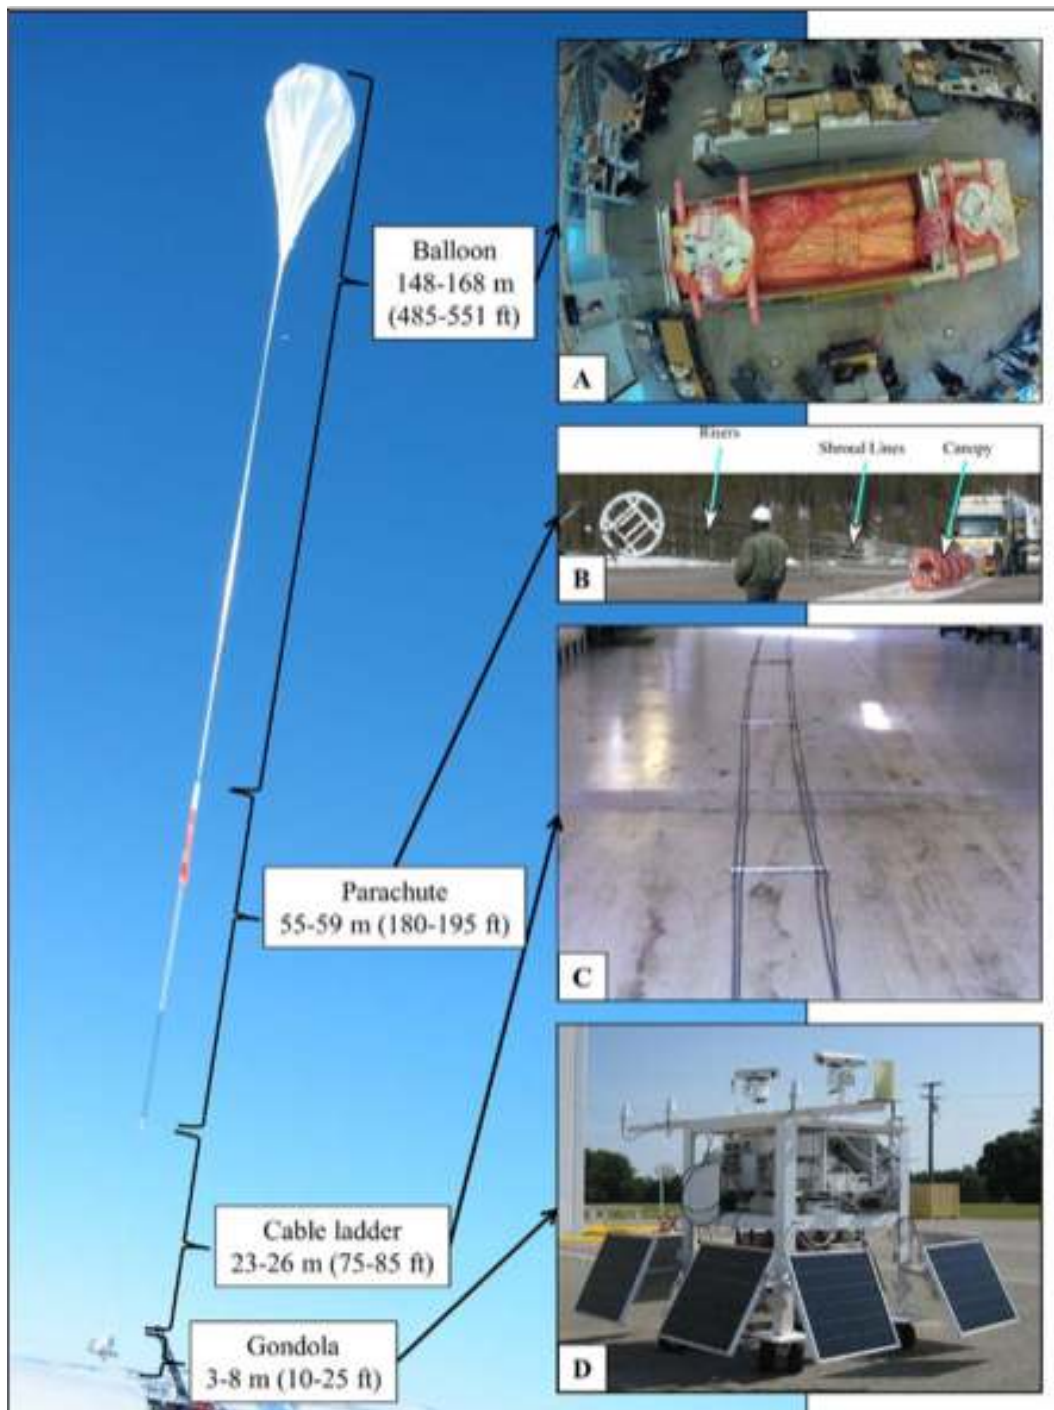 Balloon
148-168 m
(485-551 ft)
A
Risers
Shroud Lines
Canopy
B
Parachute
55-59 m (180-195 ft)
C
Cable ladder
23-26 m (75-85 ft)
Gondola
3-8 m (10-25 ft)
D